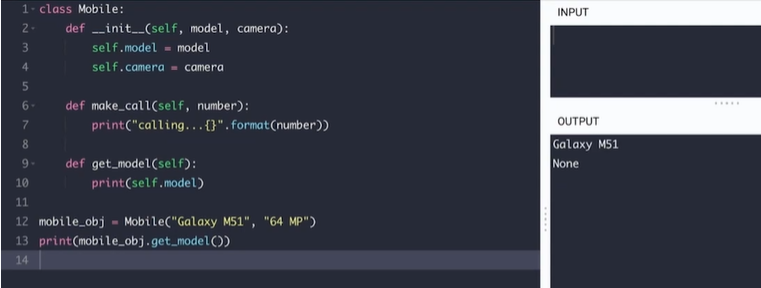 1 class Mobile:
2     def __init__(self, model, camera):
3         self.model = model
4         self.camera = camera
5
6     def make_call(self, number):
7         print("calling...{}".format(number))
8
9     def get_model(self):
10         print(self.model)
11
12 mobile_obj = Mobile("Galaxy M51", "64 MP")
13 print(mobile_obj.get_model())
14
INPUT
OUTPUT
Galaxy M51
None